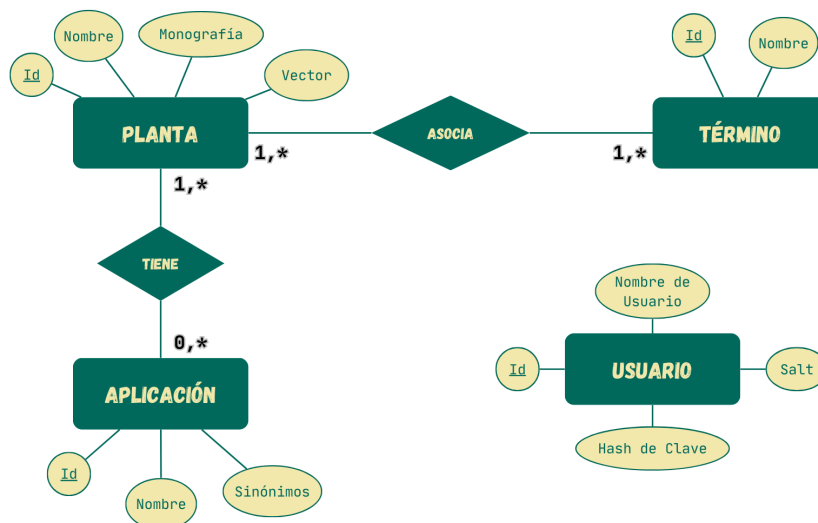 Nombre
Monografía
Id
Vector
Id
Nombre
PLANTA
ASOCIA
TÉRMINO
1,*
1,*
1,*
TIENE
0,*
Nombre de
Usuario
APLICACIÓN
Id
USUARIO
Salt
Hash de Clave
Id
Nombre
Sinónimos